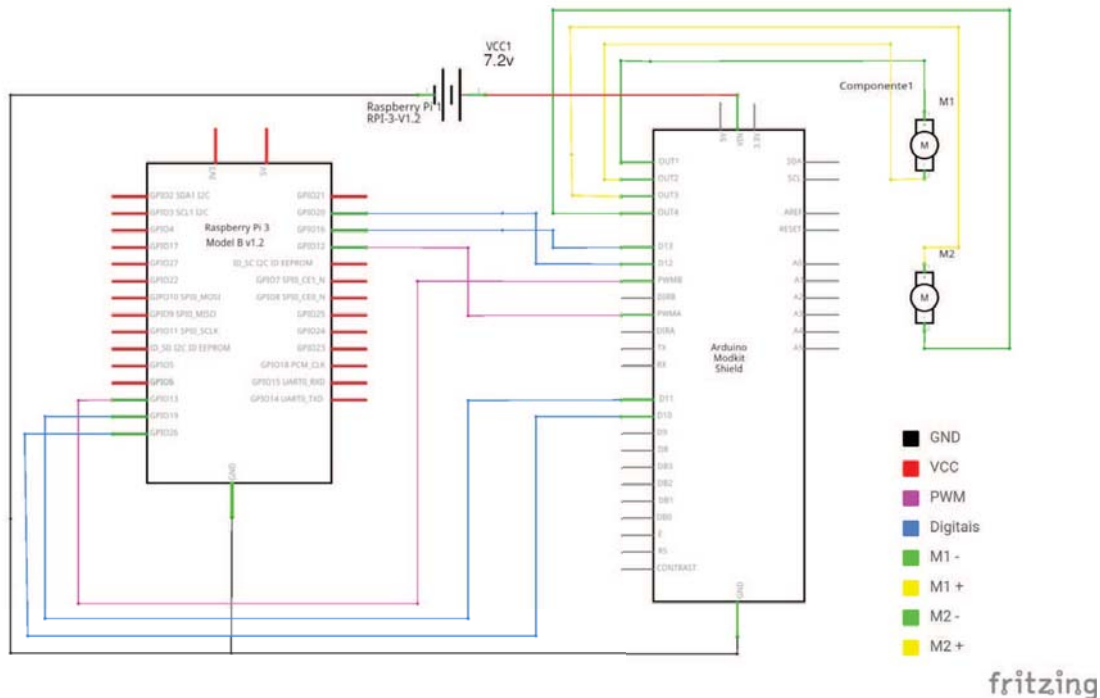 VCC1
7.2v
Raspberry Pi 1
RPI-3-V1.2
3V3
5V
GPIO2 SDA1 I2C
GPIO3 SCL1 I2C
GPIO4
GPIO17
GPIO27
GPIO22
GPIO10 SPI0_MOSI
GPIO9 SPI0_MISO
GPIO11 SPI0_SCLK
ID_SD I2C ID EEPROM
GPIO5
GPIO6
GPIO13
GPIO19
GPIO26
Raspberry Pi 3
Model B v1.2
GPIO21
GPIO20
GPIO16
GPIO12
ID_SC I2C ID EEPROM
GPIO7 SPI0_CE1_N
GPIO8 SPI0_CE0_N
GPIO25
GPIO24
GPIO23
GPIO18 PCM_CLK
GPIO15 UART0_RXD
GPIO14 UART0_TXD
GND
5V
VIN
3.3V
OUT1
OUT2
OUT3
OUT4
D13
D12
PWMB
DIRB
PWMA
DIRA
TX
RX
D11
D10
D9
D8
DB3
DB2
DB1
DB0
E
RS
CONTRAST
Arduino
Modkit
Shield
SDA
SCL
AREF
RESET
A0
A1
A2
A3
A4
A5
GND
Componente1
M1
M
M2
M
GND
VCC
PWM
Digitais
M1 -
M1 +
M2 -
M2 +
fritzing